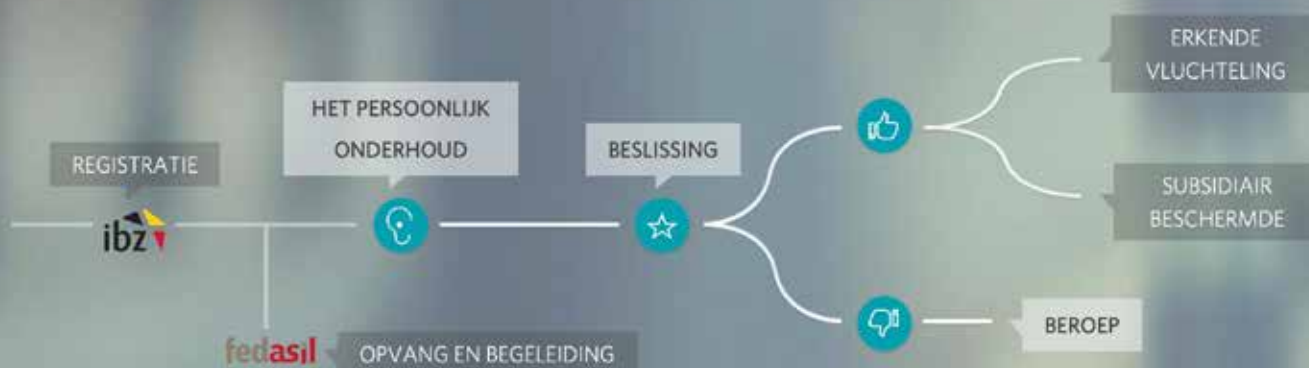 REGISTRATIE
ibz
fedasil
OPVANG EN BEGELEIDING
HET PERSOONLIJK
ONDERHOUD
BESLISSING
ERKENDE
VLUCHTELING
SUBSIDIAIR
BESCHERMDE
BEROEP